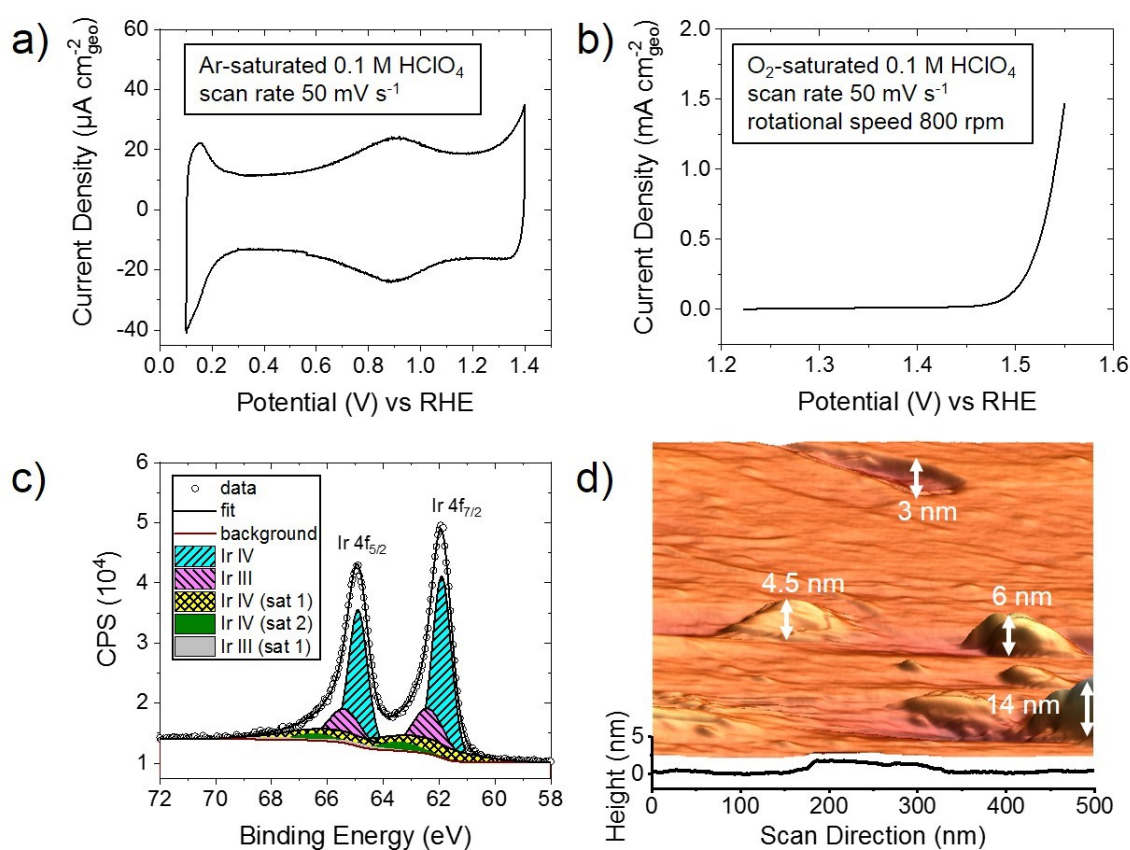 a)
60
40
20
0
-20
-40
Current Density (µA cm⁻²geo)
Ar-saturated 0.1 M HClO₄
scan rate 50 mV s⁻¹
0.0 0.2 0.4 0.6 0.8 1.0 1.2 1.4
Potential (V) vs RHE
b)
2.0
1.5
1.0
0.5
0.0
Current Density (mA cm⁻²geo)
O₂-saturated 0.1 M HClO₄
scan rate 50 mV s⁻¹
rotational speed 800 rpm
1.2 1.3 1.4 1.5 1.6
Potential (V) vs RHE
c)
6
5
4
3
2
1
CPS (10⁴)
data
fit
background
Ir IV
Ir III
Ir IV (sat 1)
Ir IV (sat 2)
Ir III (sat 1)
Ir 4f₅/₂
Ir 4f₇/₂
72 70 68 66 64 62 60 58
Binding Energy (eV)
d)
3 nm
4.5 nm
6 nm
14 nm
5
0
Height (nm)
0 100 200 300 400 500
Scan Direction (nm)